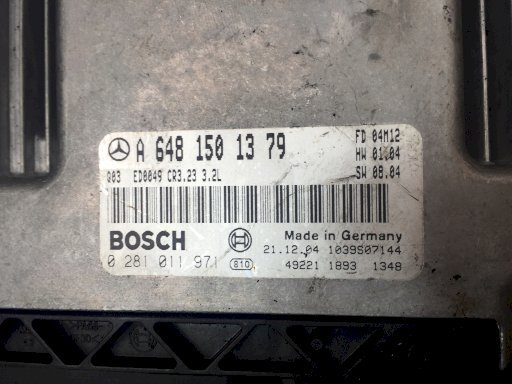 A 648 150 13 79
FD 04M12
HW 01.04
Q03 ED0049 CR3.23 3.2L
SW 08.04
BOSCH
Made in Germany
21.12.04 1039S07144
0 281 011 971
810
49221 1893 1348